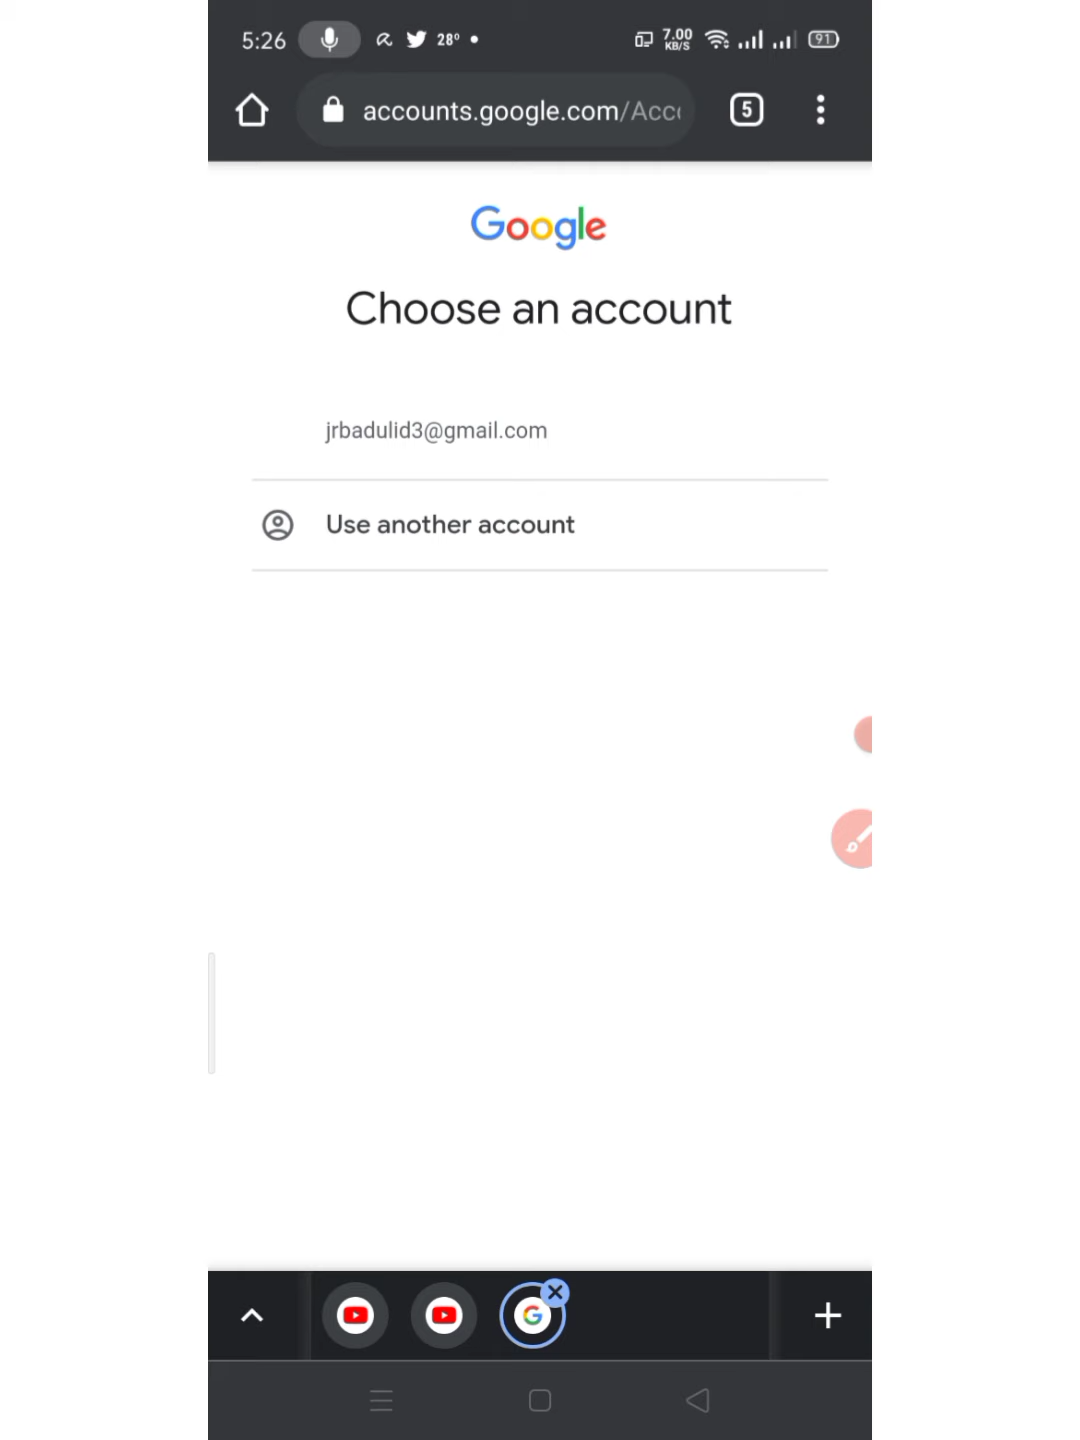 5:26 28° 7.00 KB/S 91
accounts.google.com/Acc
5
Google
Choose an account
jrbadulid3@gmail.com
Use another account
G